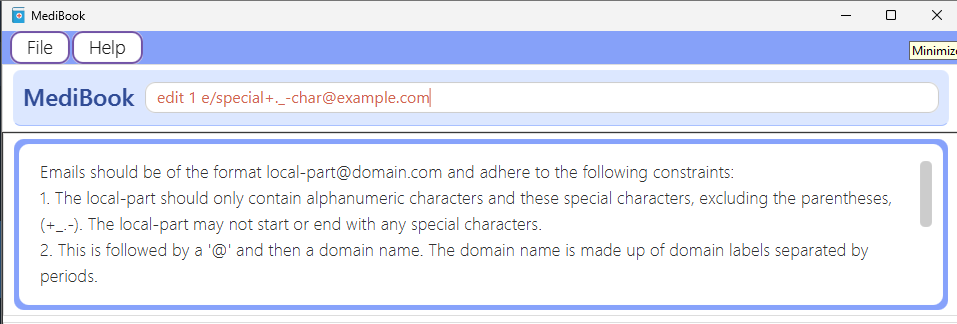 MediBook
File Help
Minimize
MediBook edit 1 e/special+._-char@example.com
Emails should be of the format local-part@domain.com and adhere to the following constraints:
1. The local-part should only contain alphanumeric characters and these special characters, excluding the parentheses,
(+_.-). The local-part may not start or end with any special characters.
2. This is followed by a '@' and then a domain name. The domain name is made up of domain labels separated by
periods.